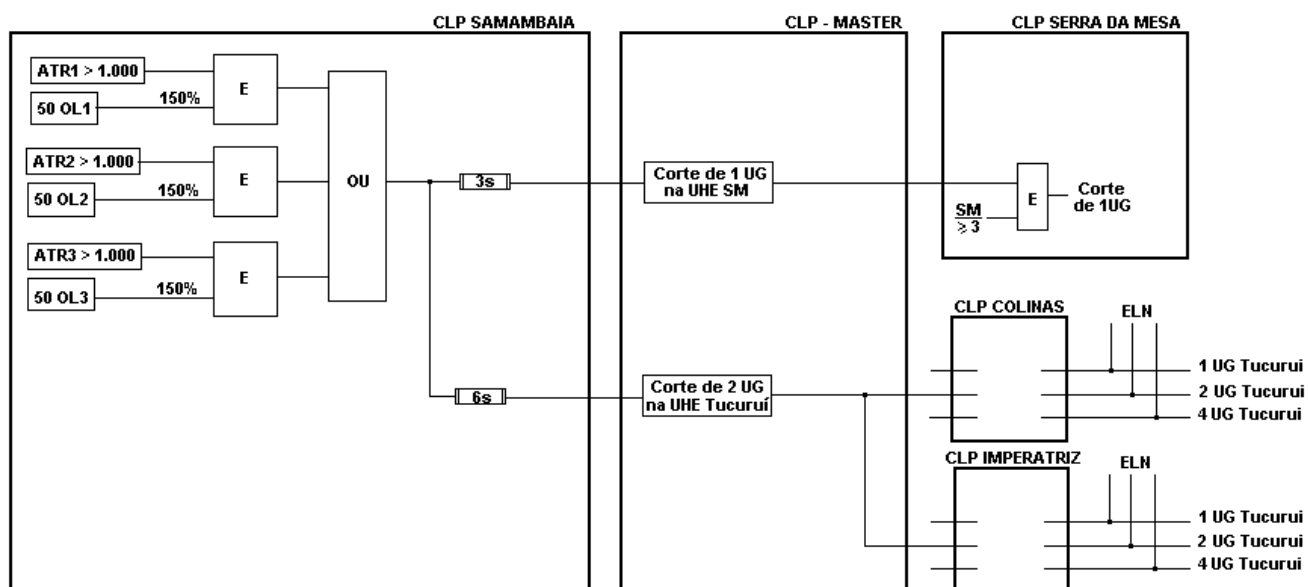 CLP SAMAMBAIA
CLP - MASTER
CLP SERRA DA MESA
ATR1 > 1.000
50 OL1
150%
E
ATR2 > 1.000
50 OL2
150%
E
ATR3 > 1.000
50 OL3
150%
E
OU
3s
6s
Corte de 1 UG
na UHE SM
Corte de 2 UG
na UHE Tucuruí
SM
≥ 3
E
Corte
de 1UG
CLP COLINAS
ELN
1 UG Tucurui
2 UG Tucurui
4 UG Tucurui
CLP IMPERATRIZ
ELN
1 UG Tucurui
2 UG Tucurui
4 UG Tucurui